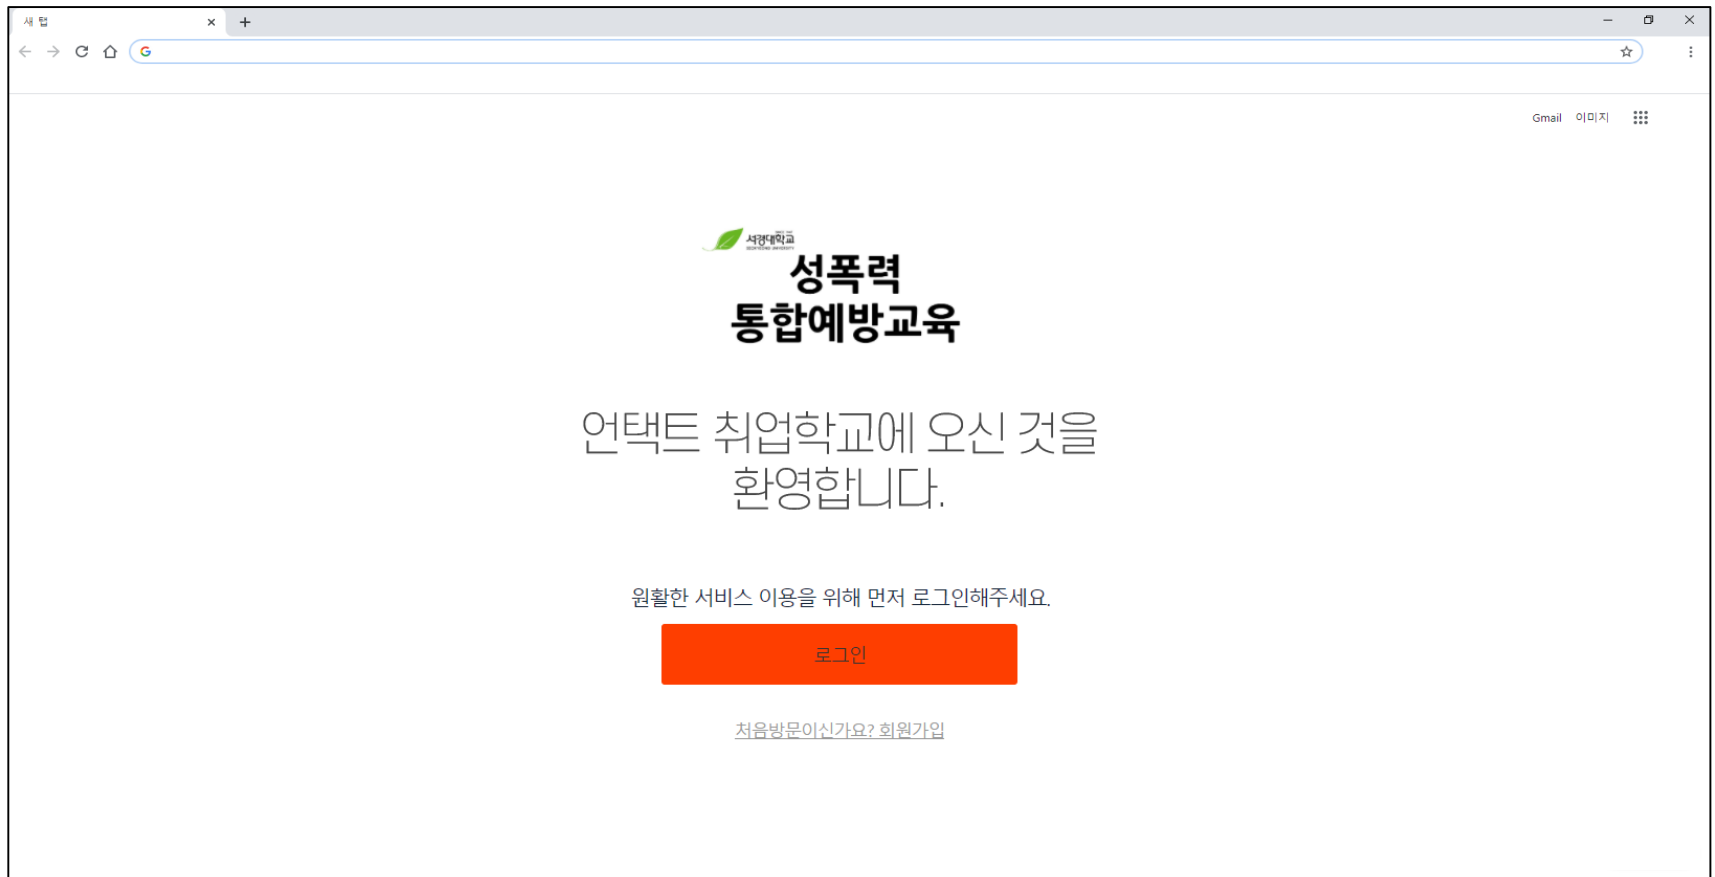 새 탭
Gmail 이미지
서경대학교
성폭력
통합예방교육
언택트 취업학교에 오신 것을
환영합니다.
원활한 서비스 이용을 위해 먼저 로그인해주세요.
로그인
처음방문이신가요? 회원가입